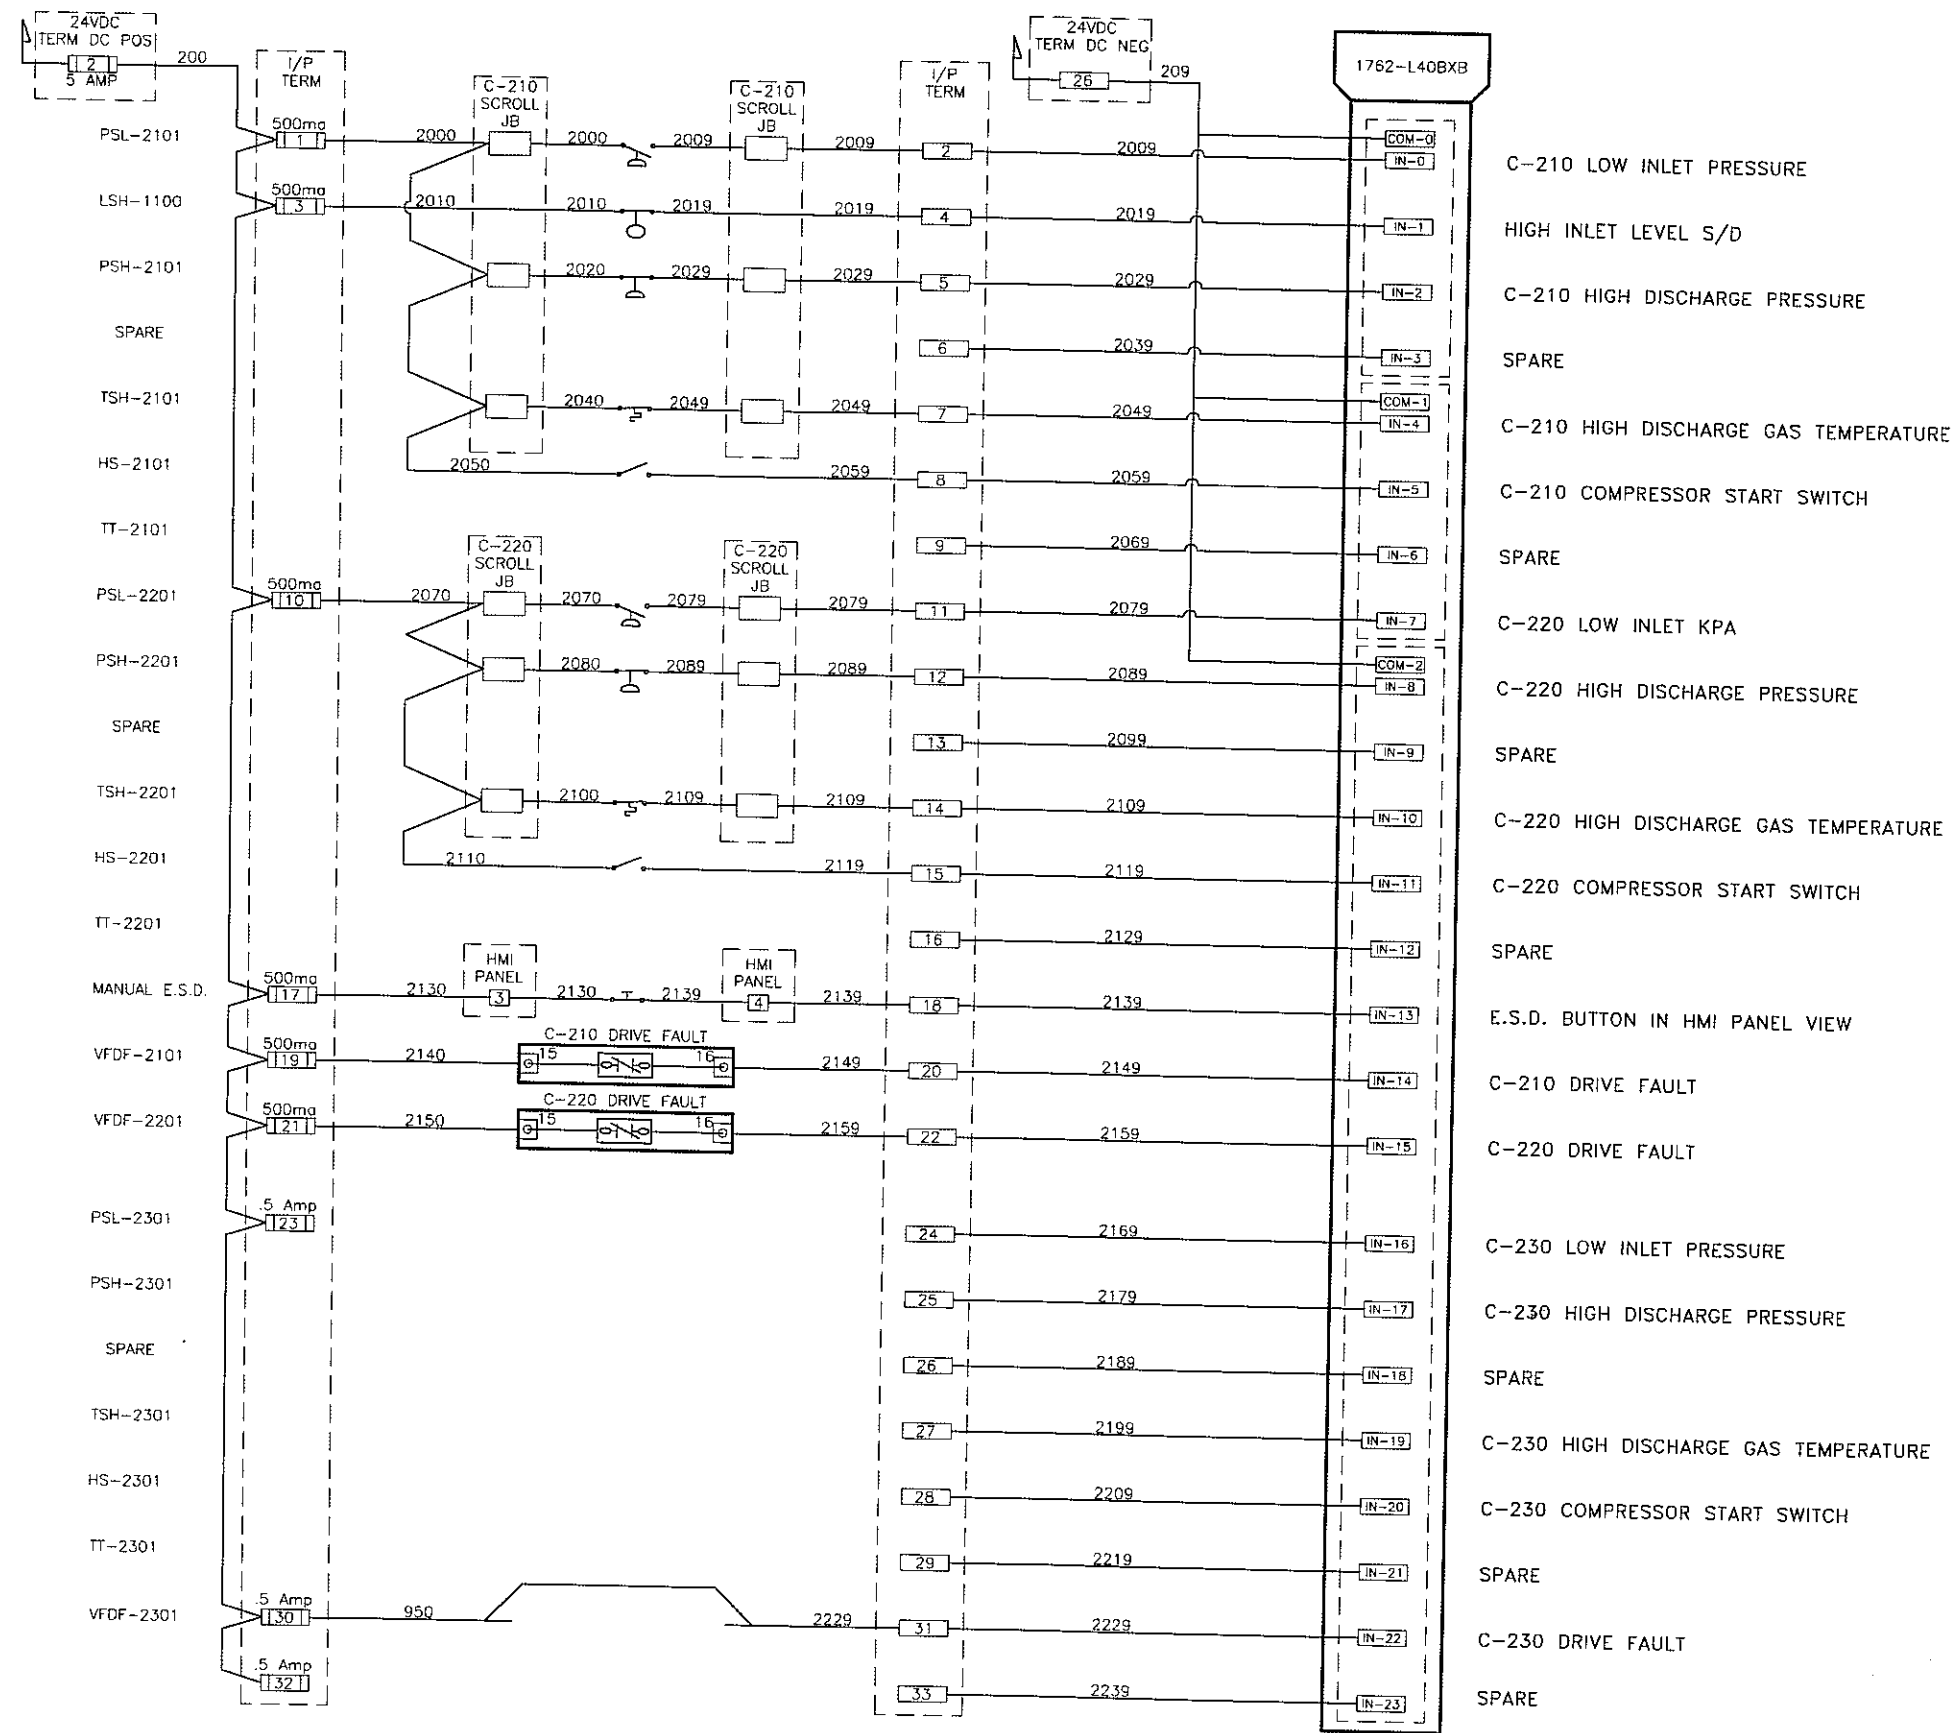 24VDC
TERM DC POS
2
5 AMP
200
24VDC
TERM DC NEG
26
209
1762-L40BXB
I/P
TERM
C-210
SCROLL
JB
C-210
SCROLL
JB
I/P
TERM
COM-0
PSL-2101 500ma 1 2000 2000 2009 2009 2 2009 IN-0 C-210 LOW INLET PRESSURE
LSH-1100 500ma 3 2010 2010 2019 2019 4 2019 IN-1 HIGH INLET LEVEL S/D
PSH-2101 2020 2029 2029 5 2029 IN-2 C-210 HIGH DISCHARGE PRESSURE
SPARE 6 2039 IN-3 SPARE
COM-1
TSH-2101 2040 2049 2049 7 2049 IN-4 C-210 HIGH DISCHARGE GAS TEMPERATURE
HS-2101 2050 2059 8 2059 IN-5 C-210 COMPRESSOR START SWITCH
TT-2101 9 2069 IN-6 SPARE
C-220
SCROLL
JB
C-220
SCROLL
JB
PSL-2201 500ma 10 2070 2070 2079 2079 11 2079 IN-7 C-220 LOW INLET KPA
COM-2
PSH-2201 2080 2089 2089 12 2089 IN-8 C-220 HIGH DISCHARGE PRESSURE
SPARE 13 2099 IN-9 SPARE
TSH-2201 2100 2109 2109 14 2109 IN-10 C-220 HIGH DISCHARGE GAS TEMPERATURE
HS-2201 2110 2119 15 2119 IN-11 C-220 COMPRESSOR START SWITCH
TT-2201 16 2129 IN-12 SPARE
HMI
PANEL
HMI
PANEL
MANUAL E.S.D. 500ma 17 2130 3 2130 2139 4 2139 18 2139 IN-13 E.S.D. BUTTON IN HMI PANEL VIEW
C-210 DRIVE FAULT
VFDF-2101 500ma 19 2140 15 16 2149 20 2149 IN-14 C-210 DRIVE FAULT
C-220 DRIVE FAULT
VFDF-2201 500ma 21 2150 15 16 2159 22 2159 IN-15 C-220 DRIVE FAULT
PSL-2301 .5 Amp 23 24 2169 IN-16 C-230 LOW INLET PRESSURE
PSH-2301 25 2179 IN-17 C-230 HIGH DISCHARGE PRESSURE
SPARE 26 2189 IN-18 SPARE
TSH-2301 27 2199 IN-19 C-230 HIGH DISCHARGE GAS TEMPERATURE
HS-2301 28 2209 IN-20 C-230 COMPRESSOR START SWITCH
TT-2301 29 2219 IN-21 SPARE
VFDF-2301 .5 Amp 30 950 2229 31 2229 IN-22 C-230 DRIVE FAULT
.5 Amp 32 33 2239 IN-23 SPARE